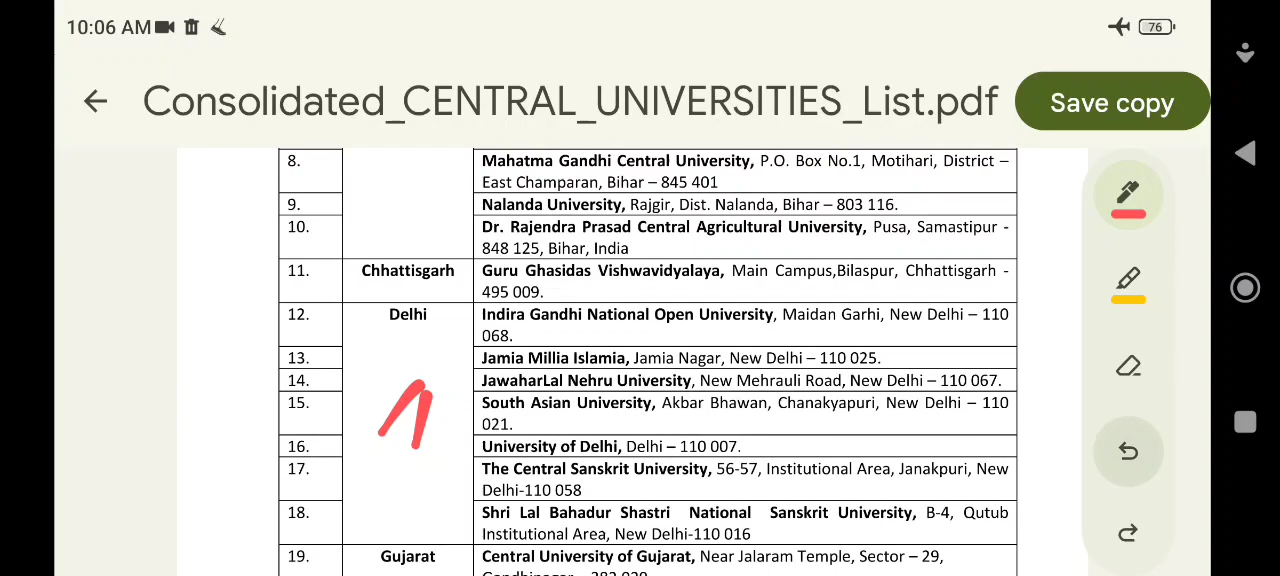 10:06 AM
76
Consolidated_CENTRAL_UNIVERSITIES_List.pdf
Save copy
8. Mahatma Gandhi Central University, P.O. Box No.1, Motihari, District –
East Champaran, Bihar – 845 401
9. Nalanda University, Rajgir, Dist. Nalanda, Bihar – 803 116.
10. Dr. Rajendra Prasad Central Agricultural University, Pusa, Samastipur -
848 125, Bihar, India
11. Chhattisgarh Guru Ghasidas Vishwavidyalaya, Main Campus,Bilaspur, Chhattisgarh -
495 009.
12. Delhi Indira Gandhi National Open University, Maidan Garhi, New Delhi – 110
068.
13. Jamia Millia Islamia, Jamia Nagar, New Delhi – 110 025.
14. JawaharLal Nehru University, New Mehrauli Road, New Delhi – 110 067.
15. South Asian University, Akbar Bhawan, Chanakyapuri, New Delhi – 110
021.
16. University of Delhi, Delhi – 110 007.
17. The Central Sanskrit University, 56-57, Institutional Area, Janakpuri, New
Delhi-110 058
18. Shri Lal Bahadur Shastri National Sanskrit University, B-4, Qutub
Institutional Area, New Delhi-110 016
19. Gujarat Central University of Gujarat, Near Jalaram Temple, Sector – 29,